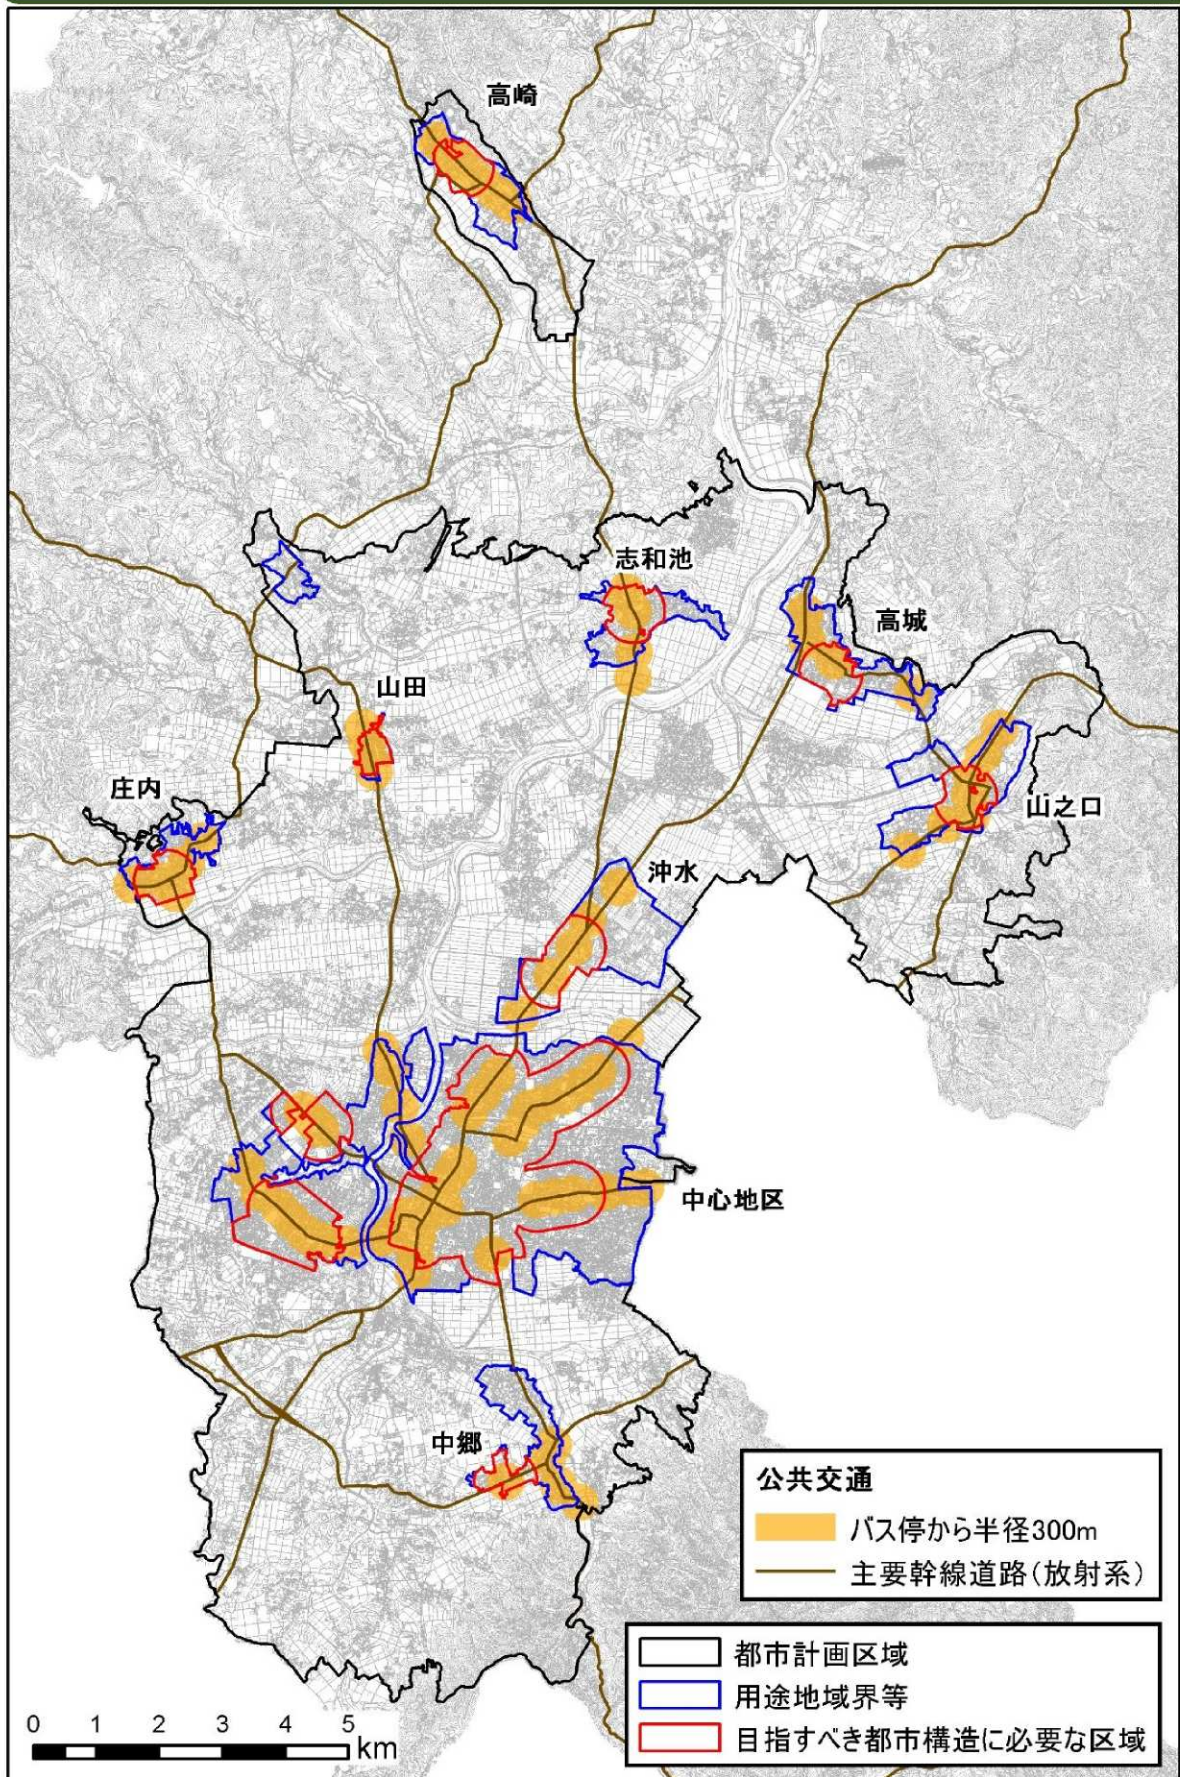 高崎
志和池
高城
山田
庄内
山之口
沖水
中心地区
中郷
公共交通
バス停から半径300m
主要幹線道路(放射系)
都市計画区域
用途地域界等
目指すべき都市構造に必要な区域
0 1 2 3 4 5
km